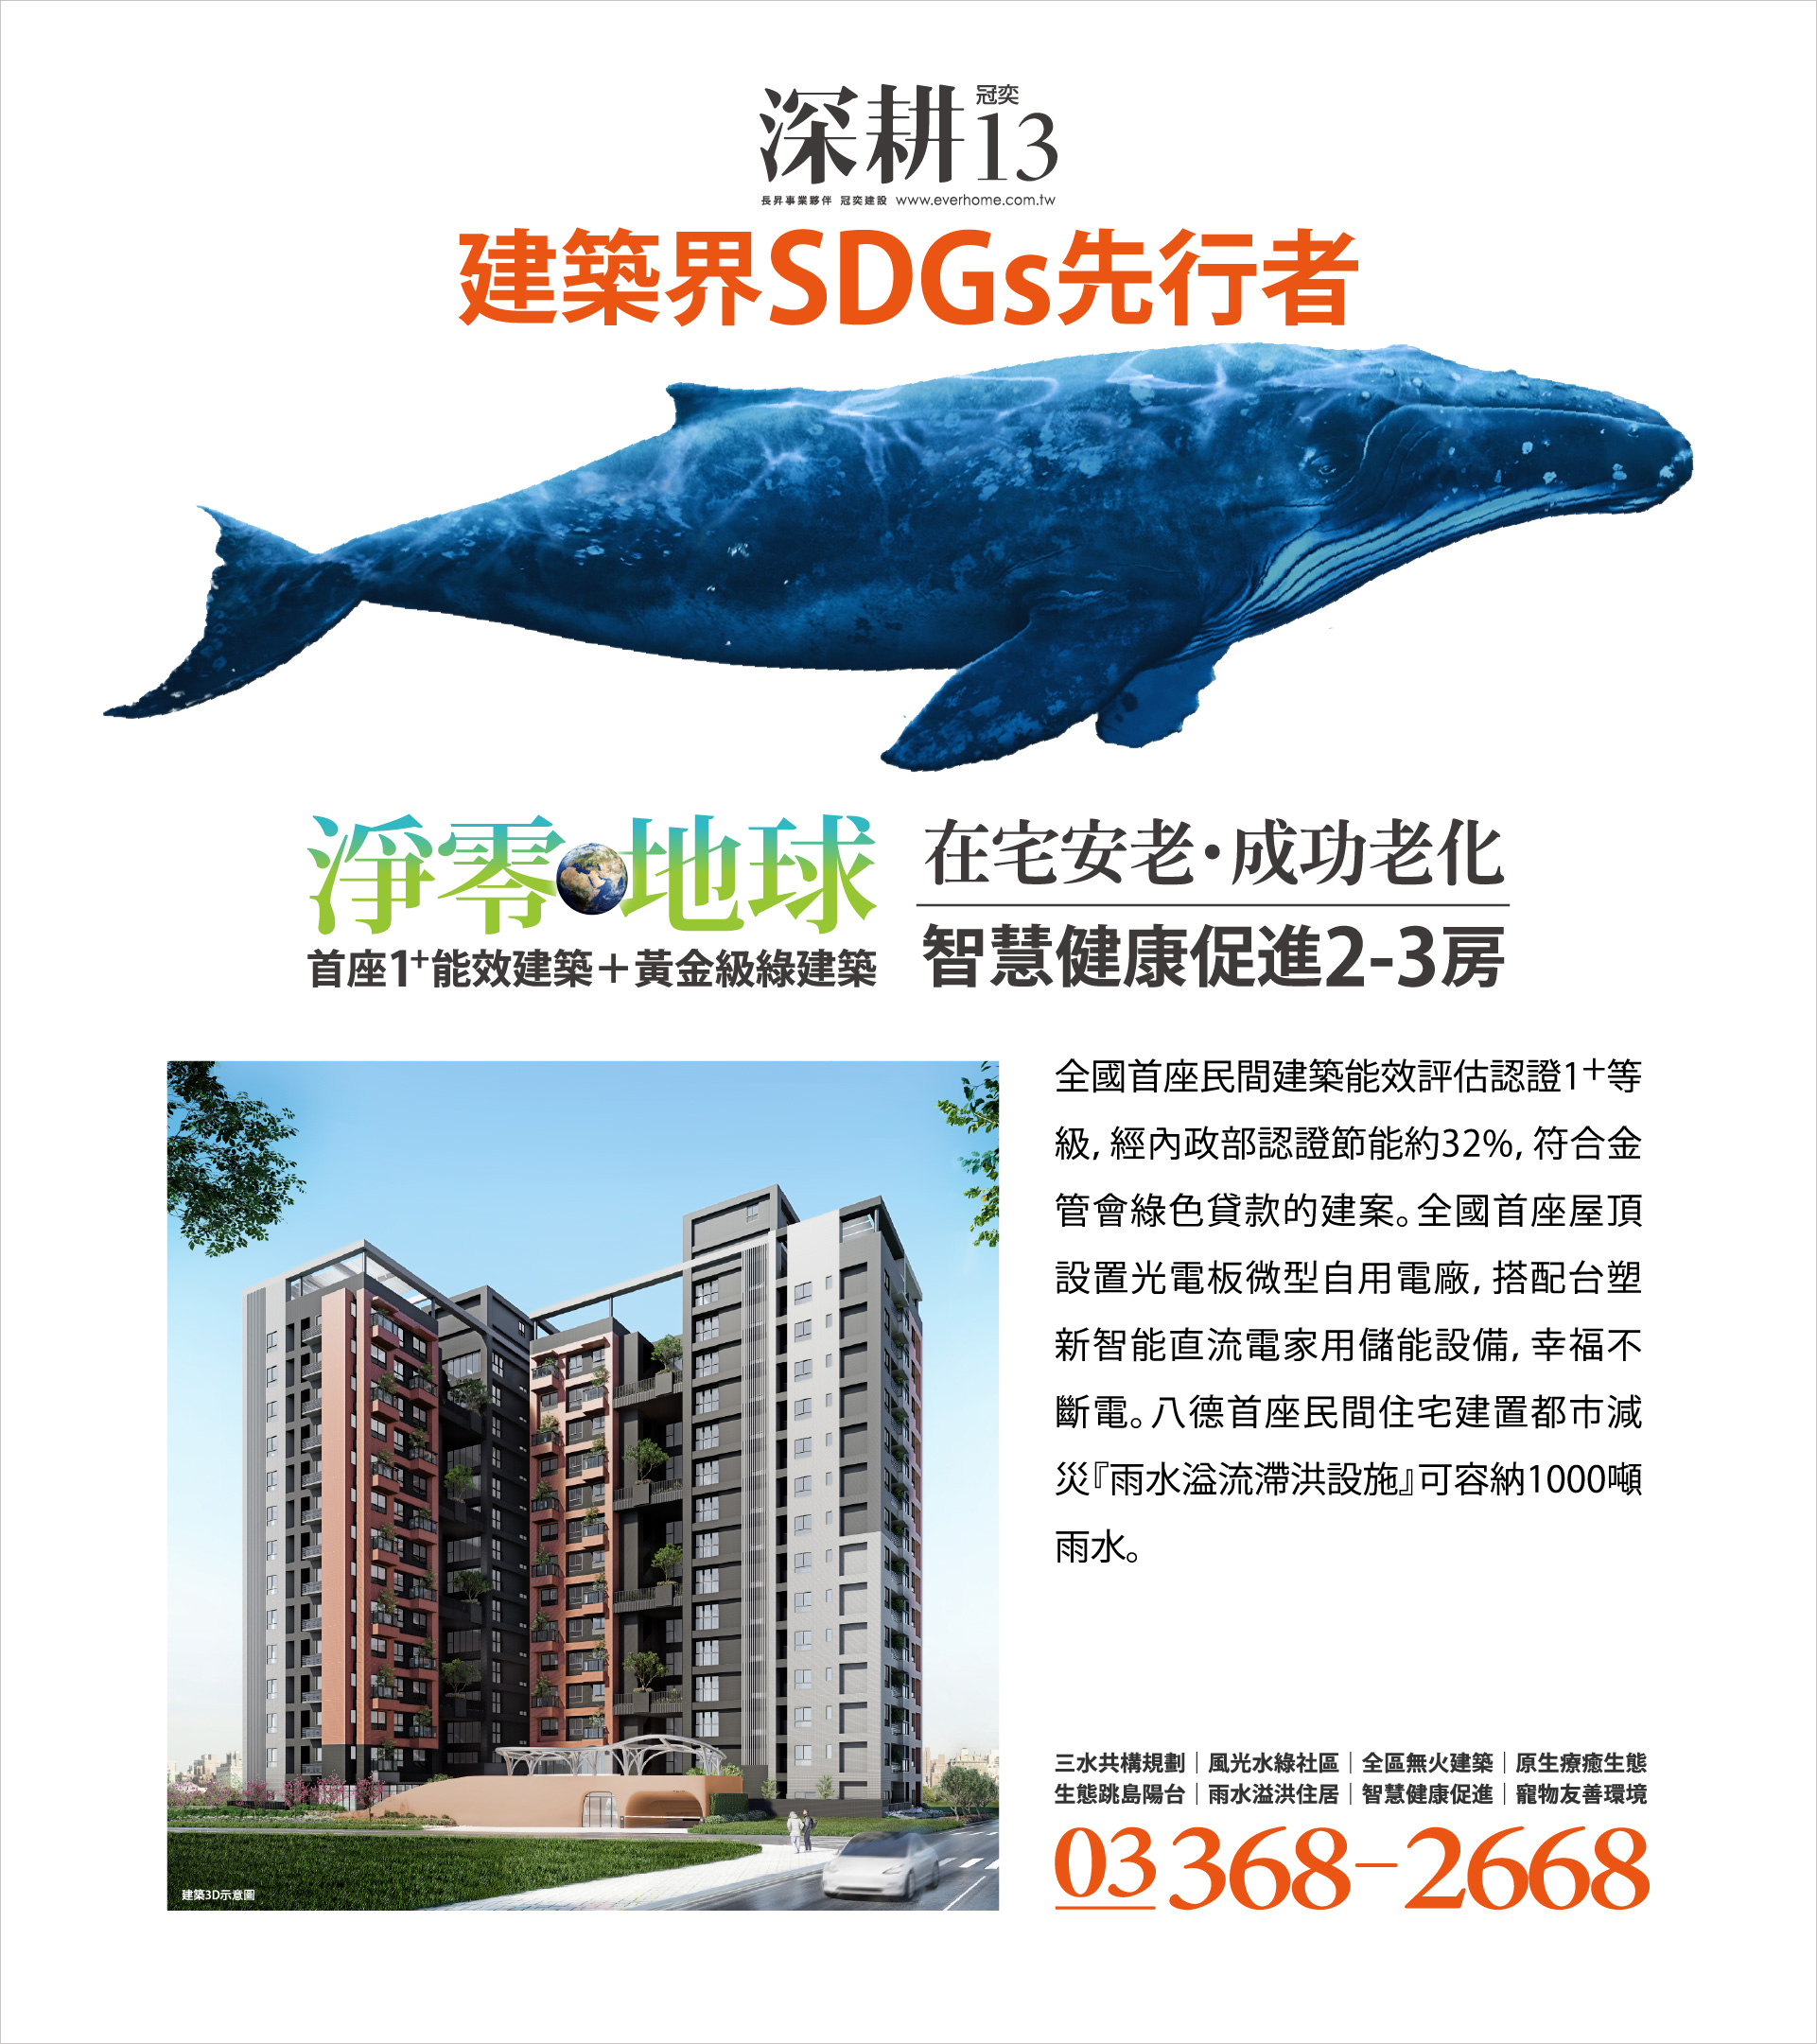 深耕 冠奕 13
長昇事業夥伴 冠奕建設 www.everhome.com.tw
建築界SDGs先行者
淨零地球
首座1+能效建築＋黃金級綠建築
在宅安老·成功老化
智慧健康促進2-3房
全國首座民間建築能效評估認證1+等
級，經內政部認證節能約32%，符合金
管會綠色貸款的建案。全國首座屋頂
設置光電板微型自用電廠，搭配台塑
新智能直流電家用儲能設備，幸福不
斷電。八德首座民間住宅建置都市減
災『雨水溢流滯洪設施』可容納1000噸
雨水。
三水共構規劃｜風光水綠社區｜全區無火建築｜原生療癒生態
生態跳島陽台｜雨水溢洪住居｜智慧健康促進｜寵物友善環境
03 368-2668
建築3D示意圖